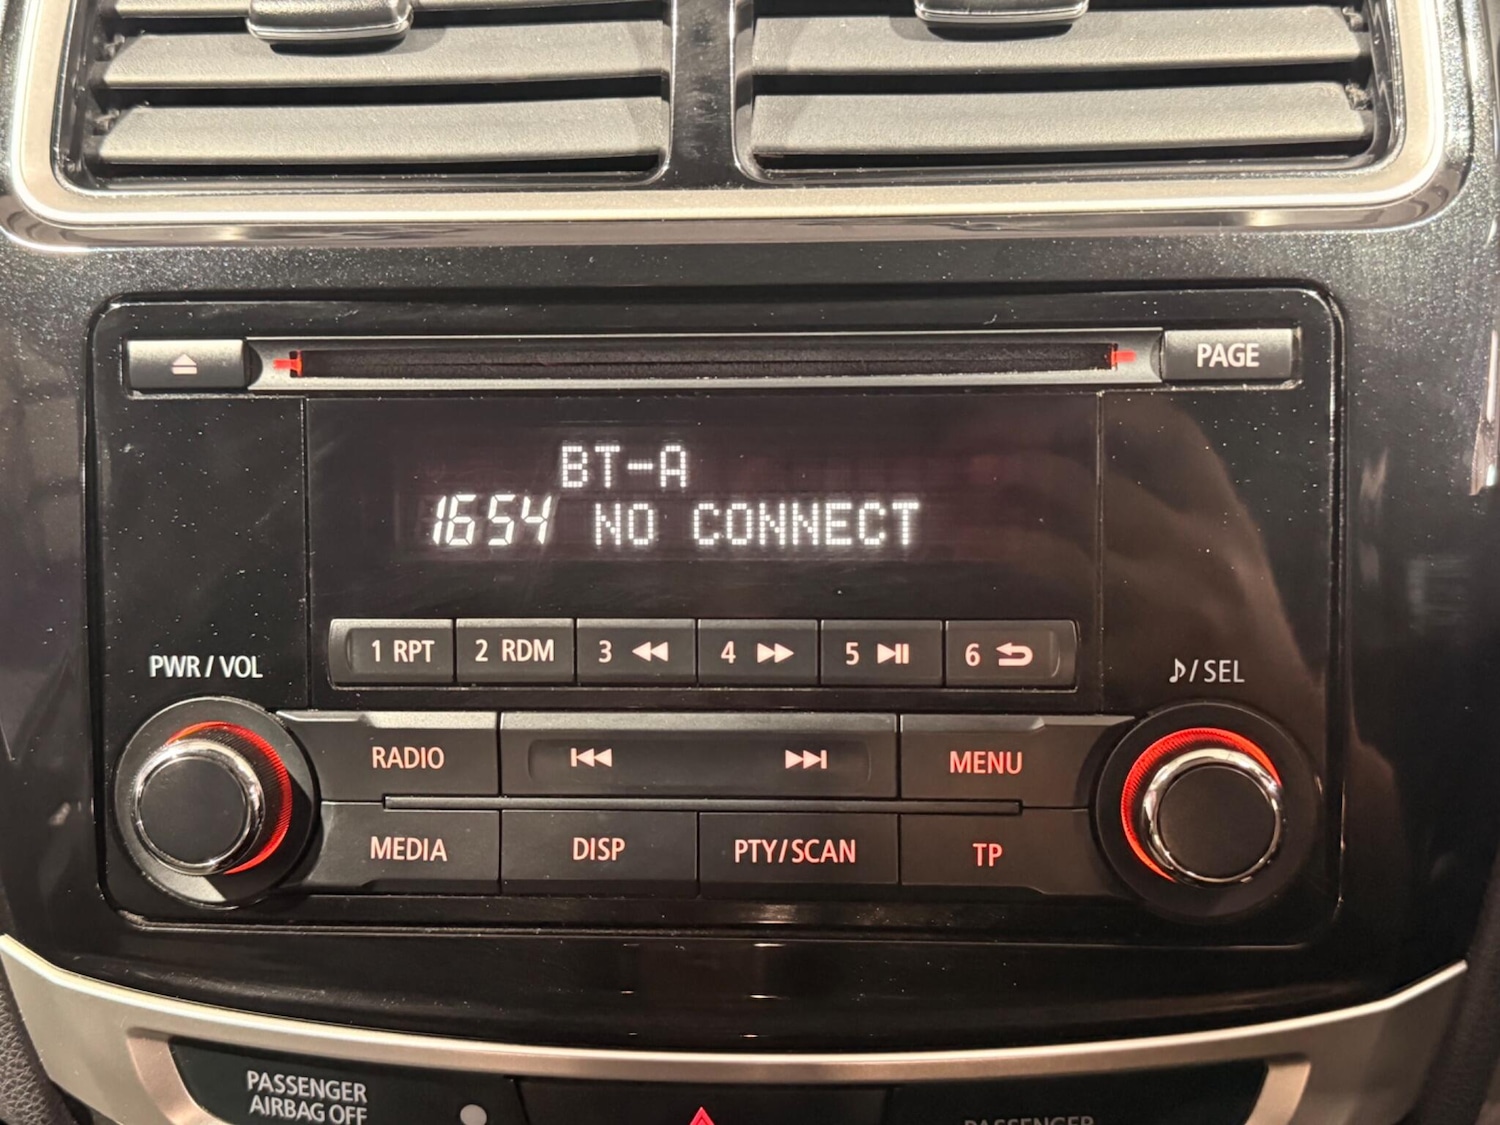 PAGE
BT-A
1654 NO CONNECT
1 RPT 2 RDM 3 4 5 6
PWR / VOL
♪/ SEL
RADIO MENU
MEDIA DISP PTY/SCAN TP
PASSENGER
AIRBAG OFF
PASSENGER